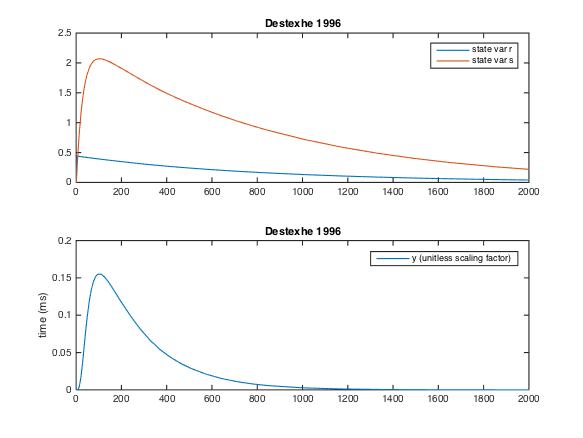 Destexhe 1996
2.5
2
1.5
1
0.5
0
state var r
state var s
0 200 400 600 800 1000 1200 1400 1600 1800 2000
Destexhe 1996
0.2
0.15
0.1
0.05
0
time (ms)
y (unitless scaling factor)
0 200 400 600 800 1000 1200 1400 1600 1800 2000